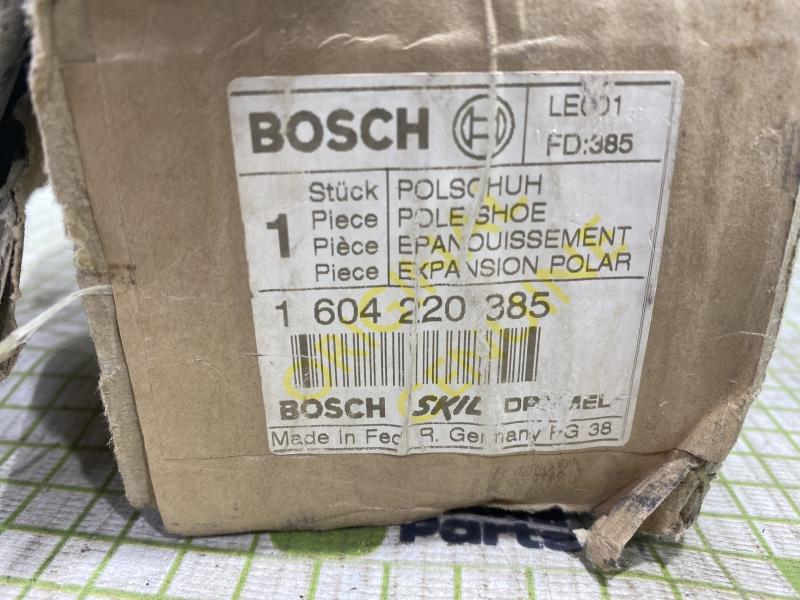 BOSCH
LE001
FD:385
1
Stück POLSCHUH
Piece POLE SHOE
Pièce EPANOUISSEMENT
Piece EXPANSION POLAR
1 604 220 385
ORIGINAL
GENUINE
BOSCH SKIL DREMEL
Made in Fed. R. Germany PG 38
Parts